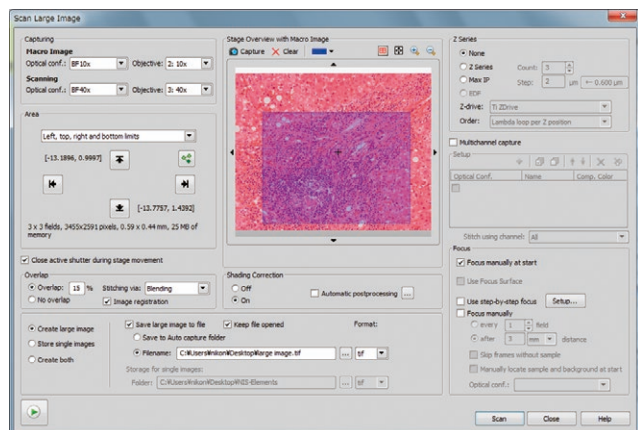 Scan Large Image
Capturing
Macro Image
Optical conf.: BF10x Objective: 2: 10x
Scanning
Optical conf.: BF40x Objective: 3: 40x
Area
Left, top, right and bottom limits
[-13.1896, 0.9997]
[-13.7757, 1.4392]
3 x 3 fields, 3455x2591 pixels, 0.59 x 0.44 mm, 25 MB of
memory
Close active shutter during stage movement
Overlap
Overlap: 15 % Stitching via: Blending
No overlap Image registration
Stage Overview with Macro Image
Capture Clear
Shading Correction
Off
On
Automatic postprocessing ...
Create large image
Store single images
Create both
Save large image to file Keep file opened Format:
Save to Auto capture folder
Filename: C:\Users\nikon\Desktop\large image.tif ... tif
Storage for single images:
Folder: C:\Users\nikon\Desktop\NIS-Elements ... tif
Z Series
None
Z Series Count: 3
Max IP Step: 2 µm <-- 0.600 µm
EDF
Z-drive: Ti ZDrive
Order: Lambda loop per Z position
Multichannel capture
Setup
Optical Conf. Name Comp. Color
Stitch using channel: All
Focus
Focus manually at start
Use Focus Surface
Use step-by-step focus Setup...
Focus manually
every 1 field
after 3 mm distance
Skip frames without sample
Manually locate sample and background at start
Optical conf.:
Scan Close Help